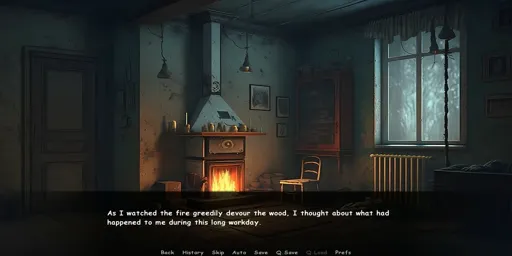 As I watched the fire greedily devour the wood, I thought about what had
happened to me during this long workday.
Back History Skip Auto Save Q.Save Q.Load Prefs